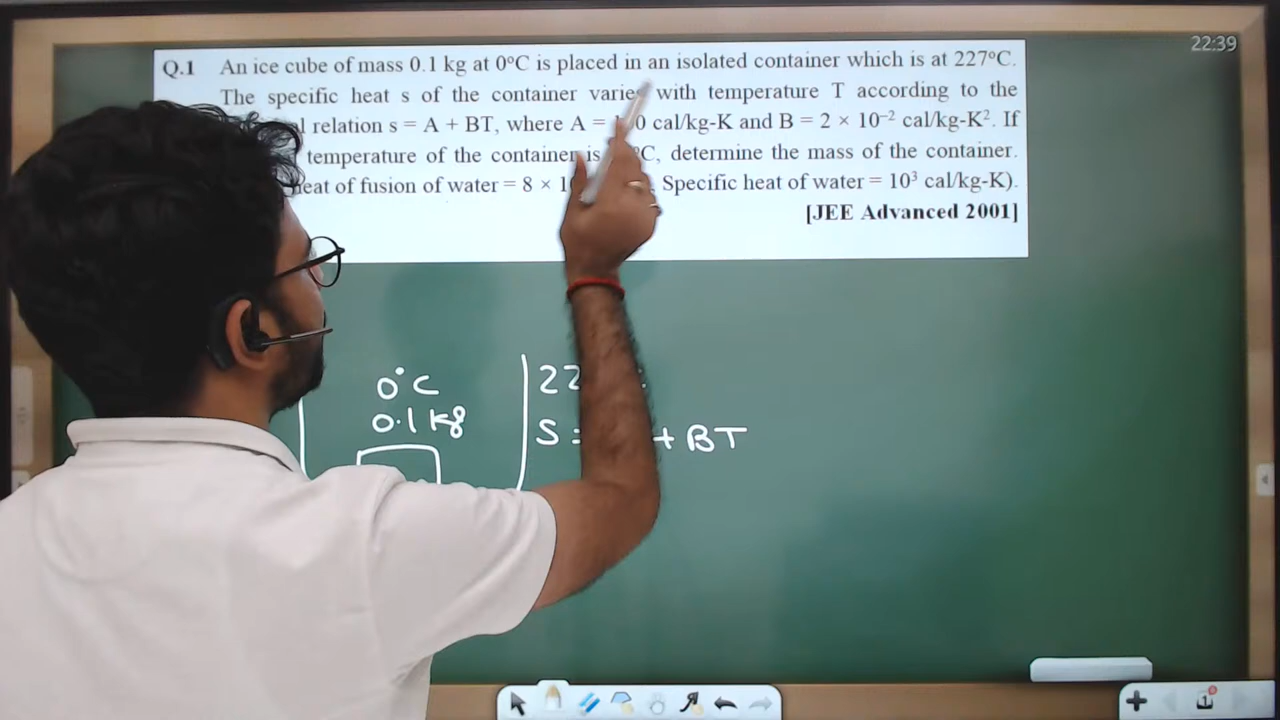 22:39
Q.1 An ice cube of mass 0.1 kg at 0°C is placed in an isolated container which is at 227°C.
The specific heat s of the container varies with temperature T according to the
relation s = A + BT, where A = cal/kg-K and B = 2 × 10⁻² cal/kg-K². If
temperature of the container is C, determine the mass of the container.
heat of fusion of water = 8 × Specific heat of water = 10³ cal/kg-K).
[JEE Advanced 2001]
0°C
0.1 kg
S = + BT